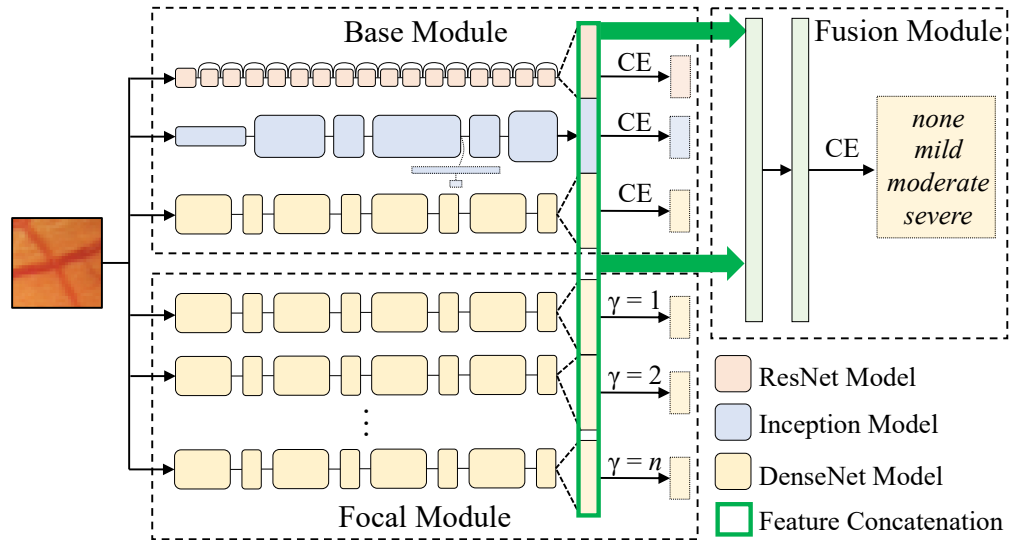 Base Module
CE
CE
CE
γ = 1
γ = 2
⋮
γ = n
Focal Module
Fusion Module
CE
none
mild
moderate
severe
ResNet Model
Inception Model
DenseNet Model
Feature Concatenation